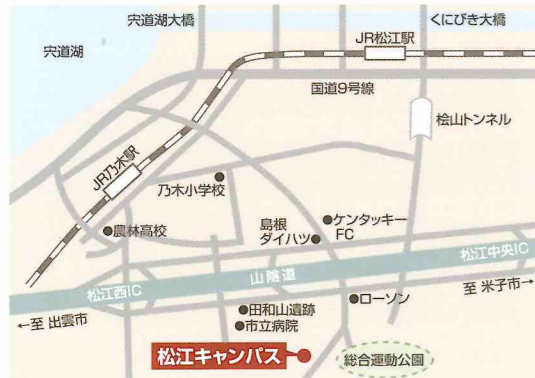 宍道湖大橋
くにびき大橋
宍道湖
JR松江駅
国道9号線
桧山トンネル
JR乃木駅
乃木小学校
農林高校
島根
ダイハツ
ケンタッキー
FC
松江中央IC
山陰道
松江西IC
至 米子市→
←至 出雲市
田和山遺跡
ローソン
市立病院
松江キャンパス
総合運動公園